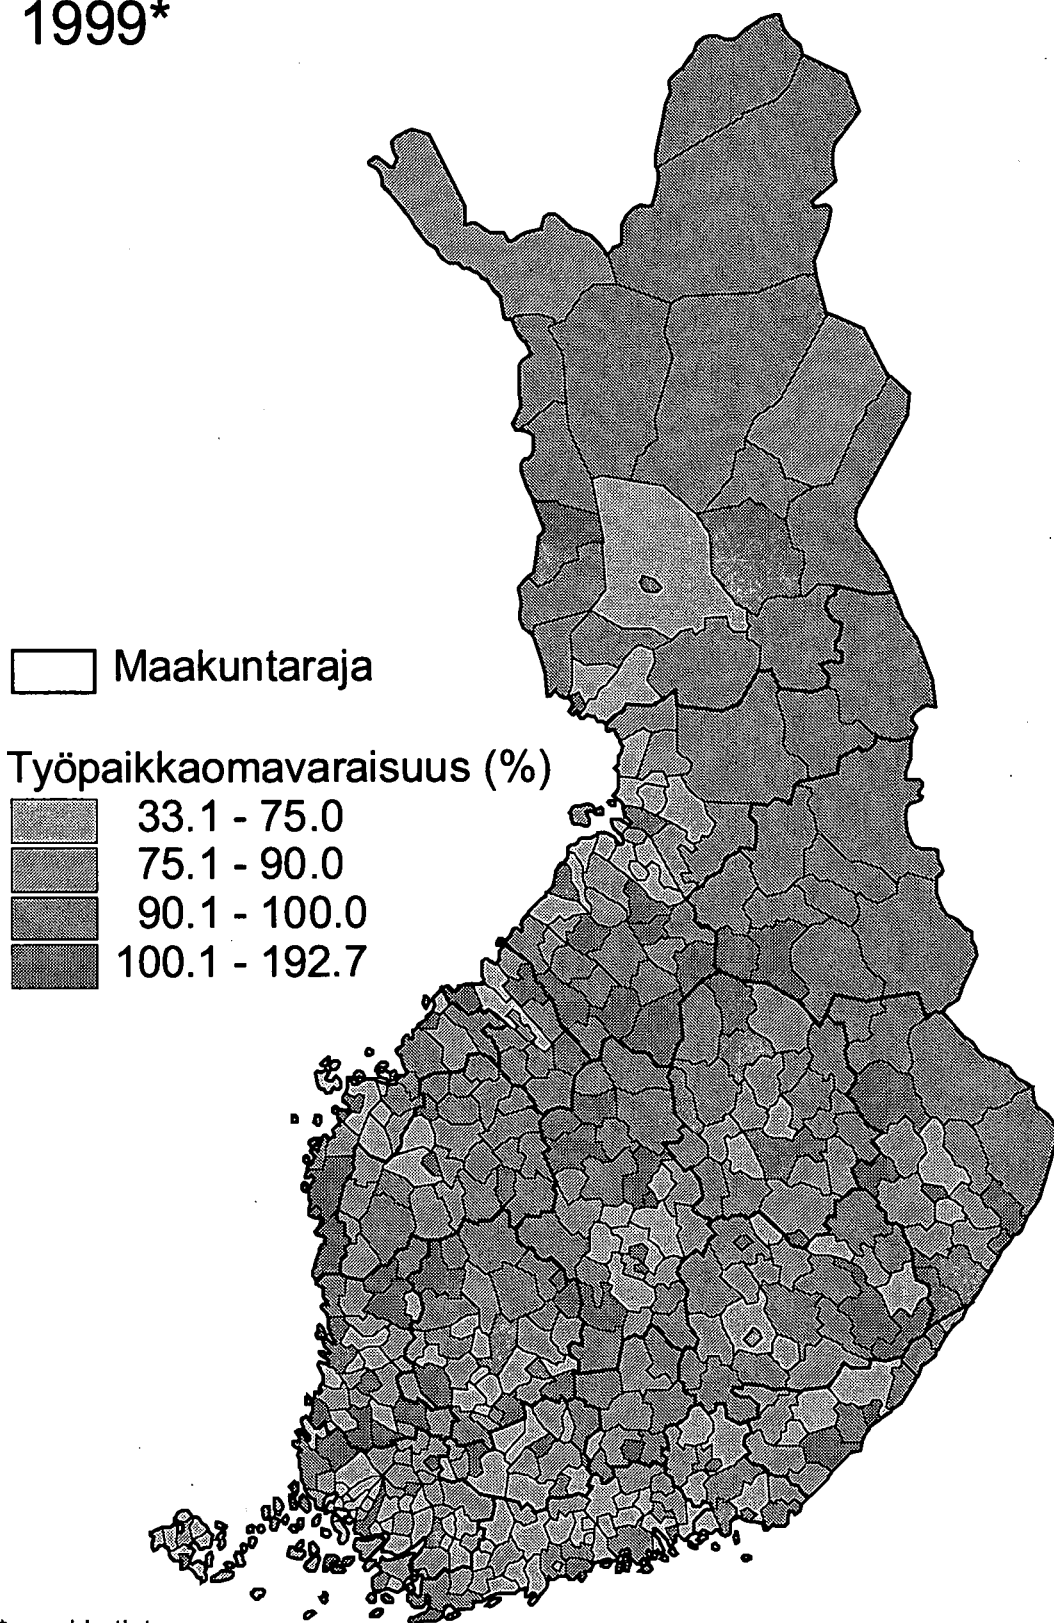 1999*
Maakuntaraja
Työpaikkaomavaraisuus (%)
33.1 - 75.0
75.1 - 90.0
90.1 - 100.0
100.1 - 192.7